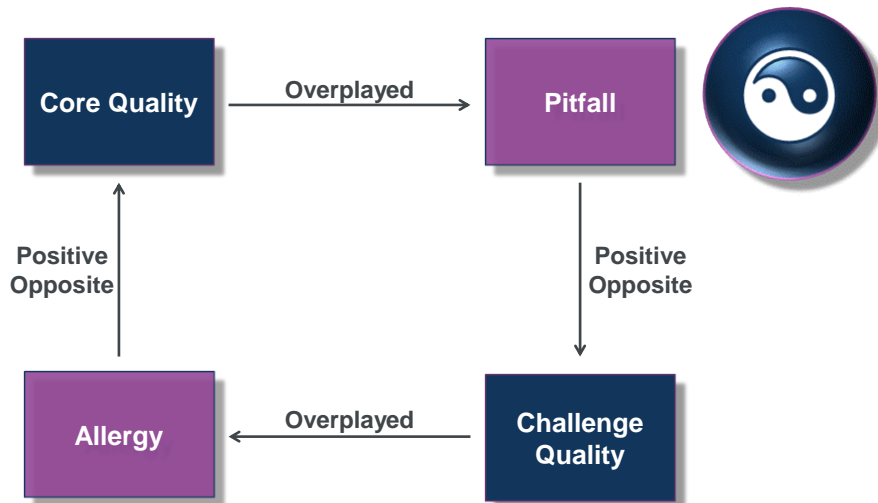 Core Quality
Overplayed
Pitfall
Positive
Opposite
Positive
Opposite
Allergy
Overplayed
Challenge
Quality